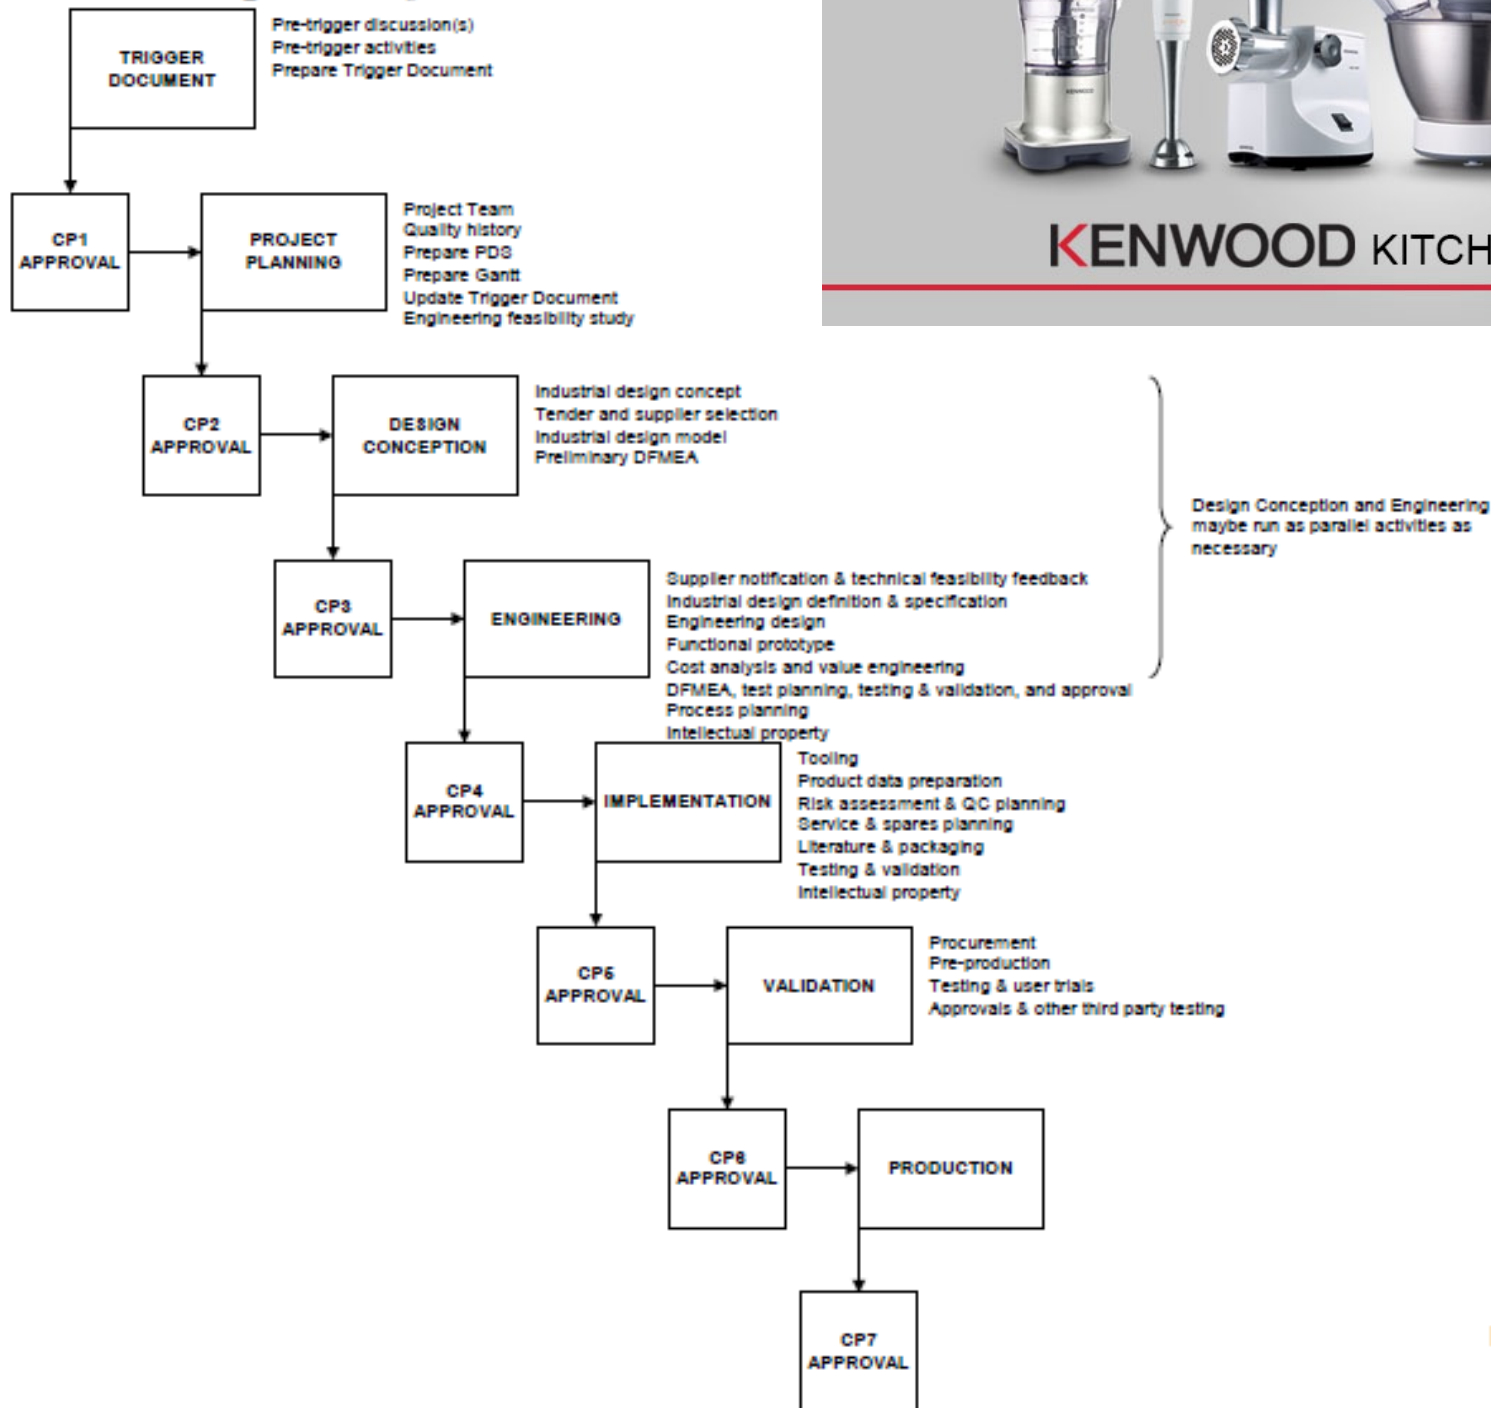 TRIGGER
DOCUMENT
Pre-trigger discussion(s)
Pre-trigger activities
Prepare Trigger Document
KENWOOD
KENWOOD KITCH
CP1
APPROVAL
PROJECT
PLANNING
Project Team
Quality history
Prepare PDS
Prepare Gantt
Update Trigger Document
Engineering feasibility study
CP2
APPROVAL
DESIGN
CONCEPTION
Industrial design concept
Tender and supplier selection
Industrial design model
Preliminary DFMEA
Design Conception and Engineering
maybe run as parallel activities as
necessary
CP3
APPROVAL
ENGINEERING
Supplier notification & technical feasibility feedback
Industrial design definition & specification
Engineering design
Functional prototype
Cost analysis and value engineering
DFMEA, test planning, testing & validation, and approval
Process planning
Intellectual property
CP4
APPROVAL
IMPLEMENTATION
Tooling
Product data preparation
Risk assessment & QC planning
Service & spares planning
Literature & packaging
Testing & validation
Intellectual property
CP5
APPROVAL
VALIDATION
Procurement
Pre-production
Testing & user trials
Approvals & other third party testing
CP6
APPROVAL
PRODUCTION
CP7
APPROVAL